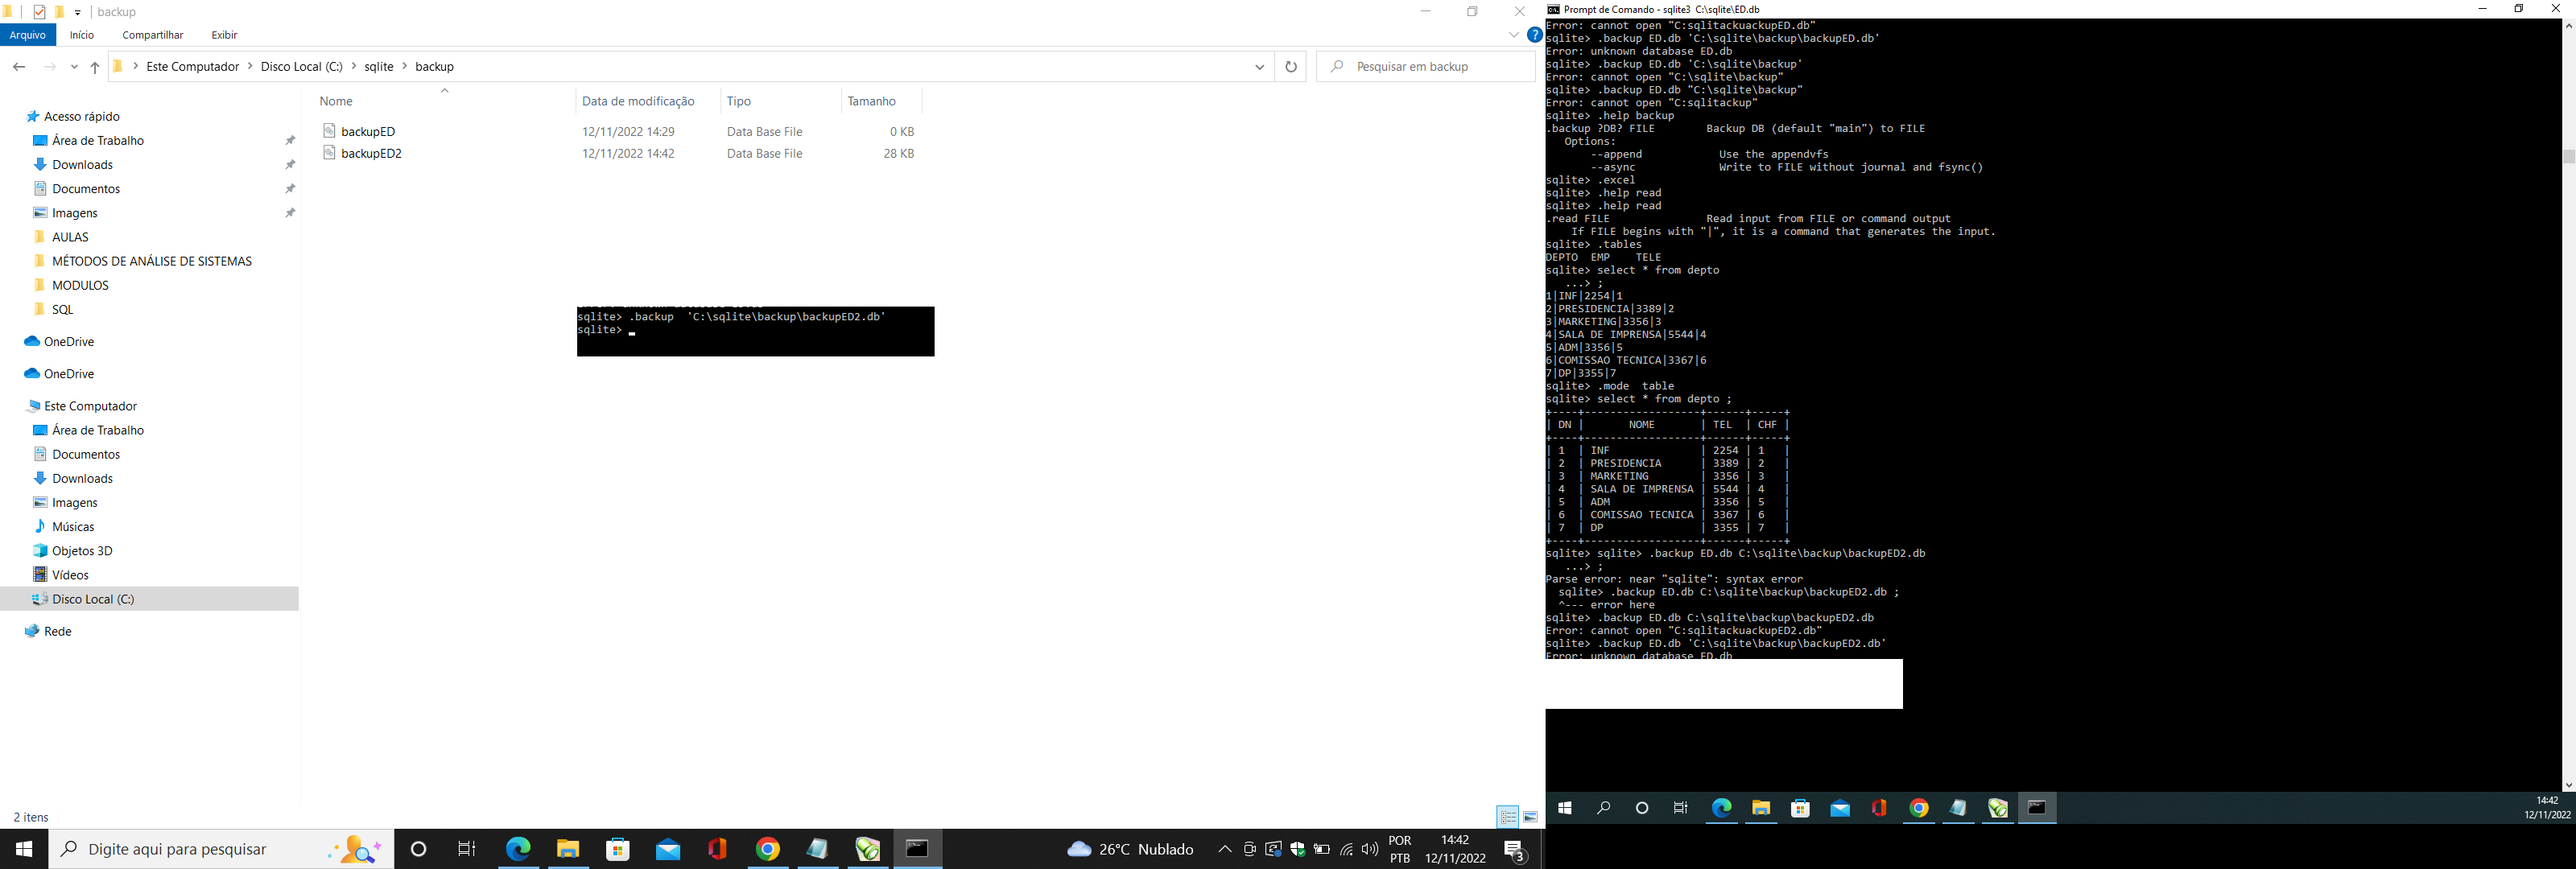 backup
Arquivo Início Compartilhar Exibir
Este Computador > Disco Local (C:) > sqlite > backup
Pesquisar em backup
Nome Data de modificação Tipo Tamanho
backupED 12/11/2022 14:29 Data Base File 0 KB
backupED2 12/11/2022 14:42 Data Base File 28 KB
Acesso rápido
Área de Trabalho
Downloads
Documentos
Imagens
AULAS
MÉTODOS DE ANÁLISE DE SISTEMAS
MODULOS
SQL
OneDrive
OneDrive
Este Computador
Área de Trabalho
Documentos
Downloads
Imagens
Músicas
Objetos 3D
Vídeos
Disco Local (C:)
Rede
sqlite> .backup  'C:\sqlite\backup\backupED2.db'
sqlite>
2 itens
Digite aqui para pesquisar
26°C Nublado
POR
PTB
14:42
12/11/2022
3
Prompt de Comando - sqlite3 C:\sqlite\ED.db
Error: cannot open "C:sqlitackuackupED.db"
sqlite> .backup ED.db 'C:\sqlite\backup\backupED.db'
Error: unknown database ED.db
sqlite> .backup ED.db 'C:\sqlite\backup'
Error: cannot open "C:\sqlite\backup"
sqlite> .backup ED.db "C:\sqlite\backup"
Error: cannot open "C:sqlitackup"
sqlite> .help backup
.backup ?DB? FILE        Backup DB (default "main") to FILE
Options:
--append            Use the appendvfs
--async             Write to FILE without journal and fsync()
sqlite> .excel
sqlite> .help read
sqlite> .help read
.read FILE               Read input from FILE or command output
If FILE begins with "|", it is a command that generates the input.
sqlite> .tables
DEPTO  EMP    TELE
sqlite> select * from depto
...> ;
1|INF|2254|1
2|PRESIDENCIA|3389|2
3|MARKETING|3356|3
4|SALA DE IMPRENSA|5544|4
5|ADM|3356|5
6|COMISSAO TECNICA|3367|6
7|DP|3355|7
sqlite> .mode  table
sqlite> select * from depto ;
+----+------------------+------+-----+
| DN |       NOME       | TEL  | CHF |
+----+------------------+------+-----+
| 1  | INF              | 2254 | 1   |
| 2  | PRESIDENCIA      | 3389 | 2   |
| 3  | MARKETING        | 3356 | 3   |
| 4  | SALA DE IMPRENSA | 5544 | 4   |
| 5  | ADM              | 3356 | 5   |
| 6  | COMISSAO TECNICA | 3367 | 6   |
| 7  | DP               | 3355 | 7   |
+----+------------------+------+-----+
sqlite> sqlite> .backup ED.db C:\sqlite\backup\backupED2.db
...> ;
Parse error: near "sqlite": syntax error
sqlite> .backup ED.db C:\sqlite\backup\backupED2.db ;
^--- error here
sqlite> .backup ED.db C:\sqlite\backup\backupED2.db
Error: cannot open "C:sqlitackuackupED2.db"
sqlite> .backup ED.db 'C:\sqlite\backup\backupED2.db'
Error: unknown database ED.db
14:42
12/11/2022